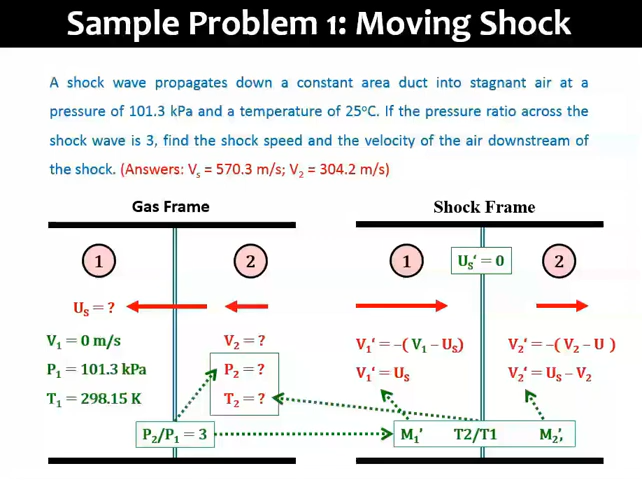 Sample Problem 1: Moving Shock
A shock wave propagates down a constant area duct into stagnant air at a
pressure of 101.3 kPa and a temperature of 25°C. If the pressure ratio across the
shock wave is 3, find the shock speed and the velocity of the air downstream of
the shock. (Answers: Vₛ = 570.3 m/s; V₂ = 304.2 m/s)
Gas Frame
1
2
Uₛ = ?
V₁ = 0 m/s
P₁ = 101.3 kPa
T₁ = 298.15 K
V₂ = ?
P₂ = ?
T₂ = ?
P₂/P₁ = 3
Shock Frame
1
Uₛ‘ = 0
2
V₁’ = –( V₁ – Uₛ)
V₁’ = Uₛ
V₂’ = –( V₂ – U )
V₂’ = Uₛ – V₂
M₁’ T2/T1 M₂’,